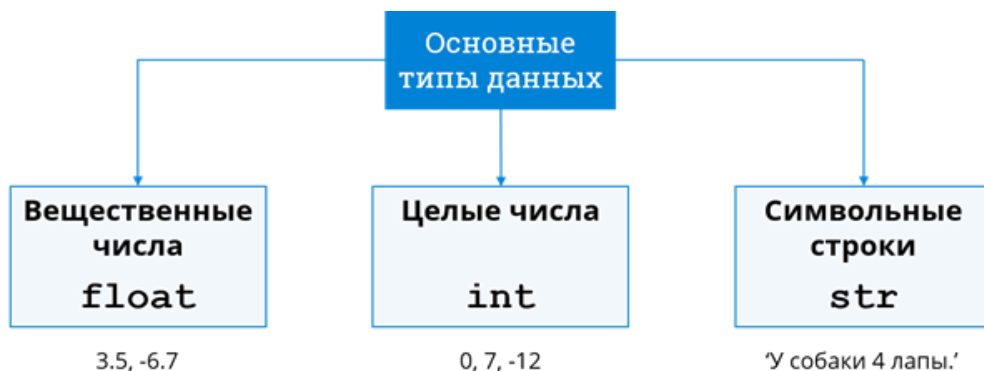 Основные
типы данных
Вещественные
числа
float
3.5, -6.7
Целые числа
int
0, 7, -12
Символьные
строки
str
‘У собаки 4 лапы.’